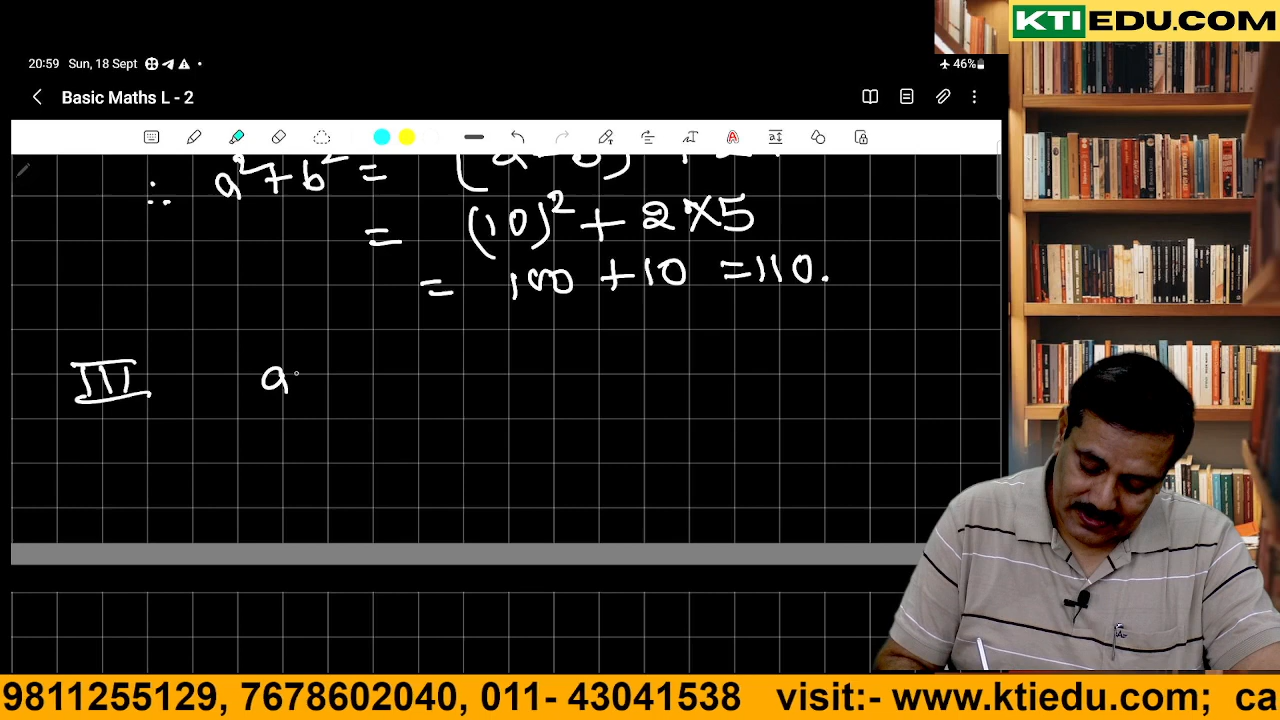 KTIEDU.COM
20:59 Sun, 18 Sept 46%
Basic Maths L - 2
∴ a²+b² =
= (10)² + 2×5
= 100 + 10 = 110.
III a
9811255129, 7678602040, 011- 43041538 visit:- www.ktiedu.com; ca